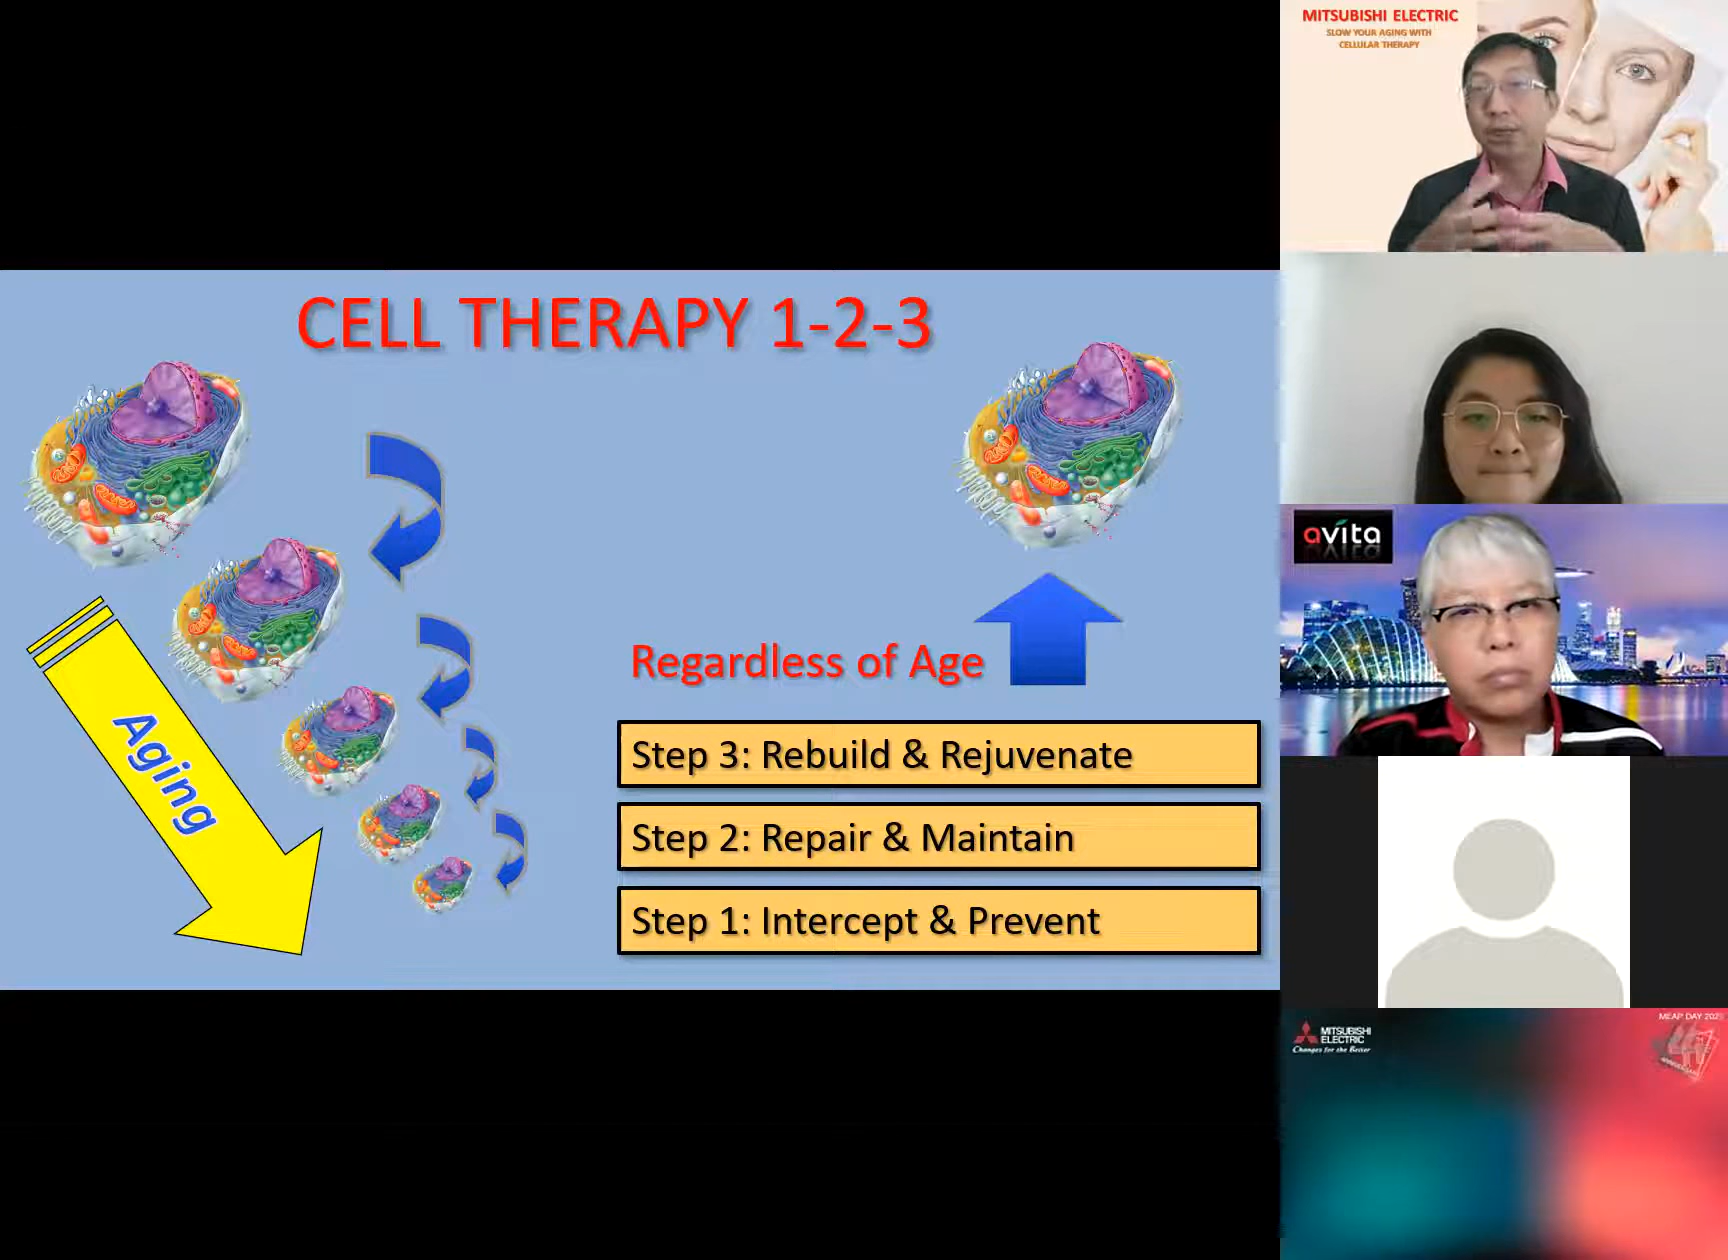 CELL THERAPY 1-2-3
Aging
Regardless of Age
Step 3: Rebuild & Rejuvenate
Step 2: Repair & Maintain
Step 1: Intercept & Prevent
MITSUBISHI ELECTRIC
SLOW YOUR AGING WITH
CELLULAR THERAPY
avita
MITSUBISHI
ELECTRIC
Changes for the Better
MEAP DAY